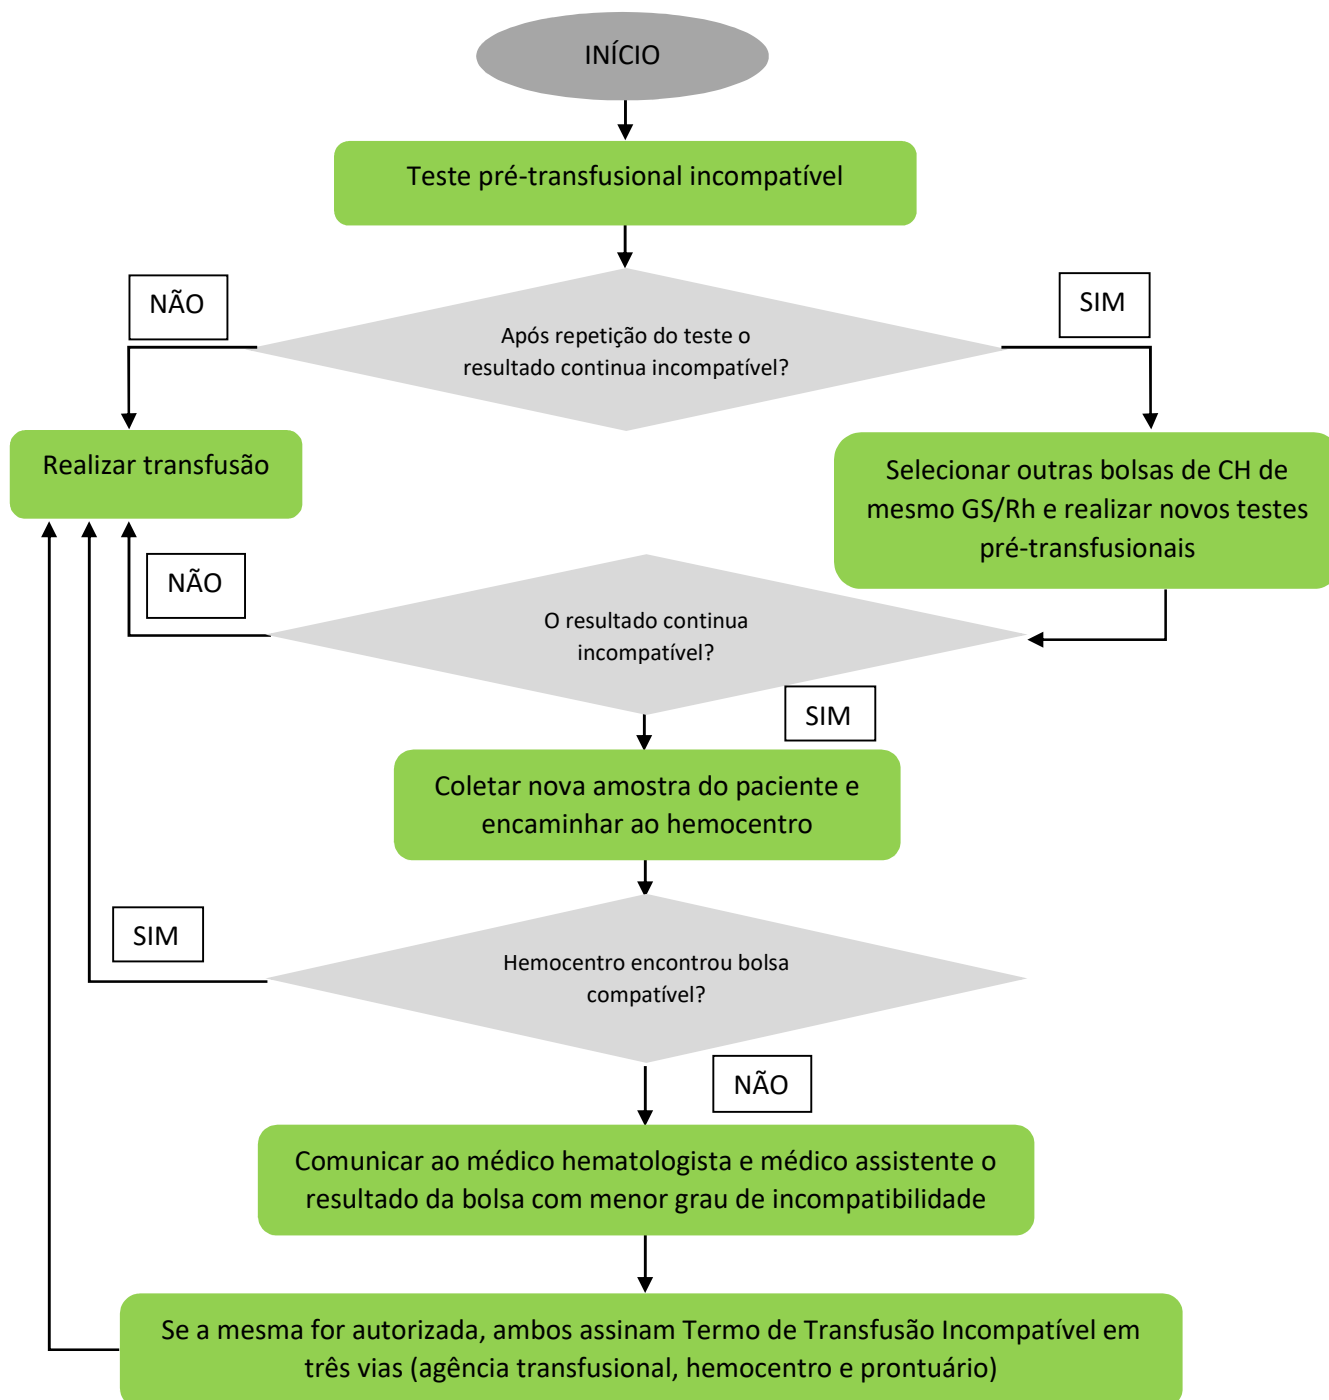 INÍCIO
Teste pré-transfusional incompatível
NÃO
SIM
Após repetição do teste o
resultado continua incompatível?
Realizar transfusão
Selecionar outras bolsas de CH de
mesmo GS/Rh e realizar novos testes
pré-transfusionais
NÃO
O resultado continua
incompatível?
SIM
Coletar nova amostra do paciente e
encaminhar ao hemocentro
SIM
Hemocentro encontrou bolsa
compatível?
NÃO
Comunicar ao médico hematologista e médico assistente o
resultado da bolsa com menor grau de incompatibilidade
Se a mesma for autorizada, ambos assinam Termo de Transfusão Incompatível em
três vias (agência transfusional, hemocentro e prontuário)